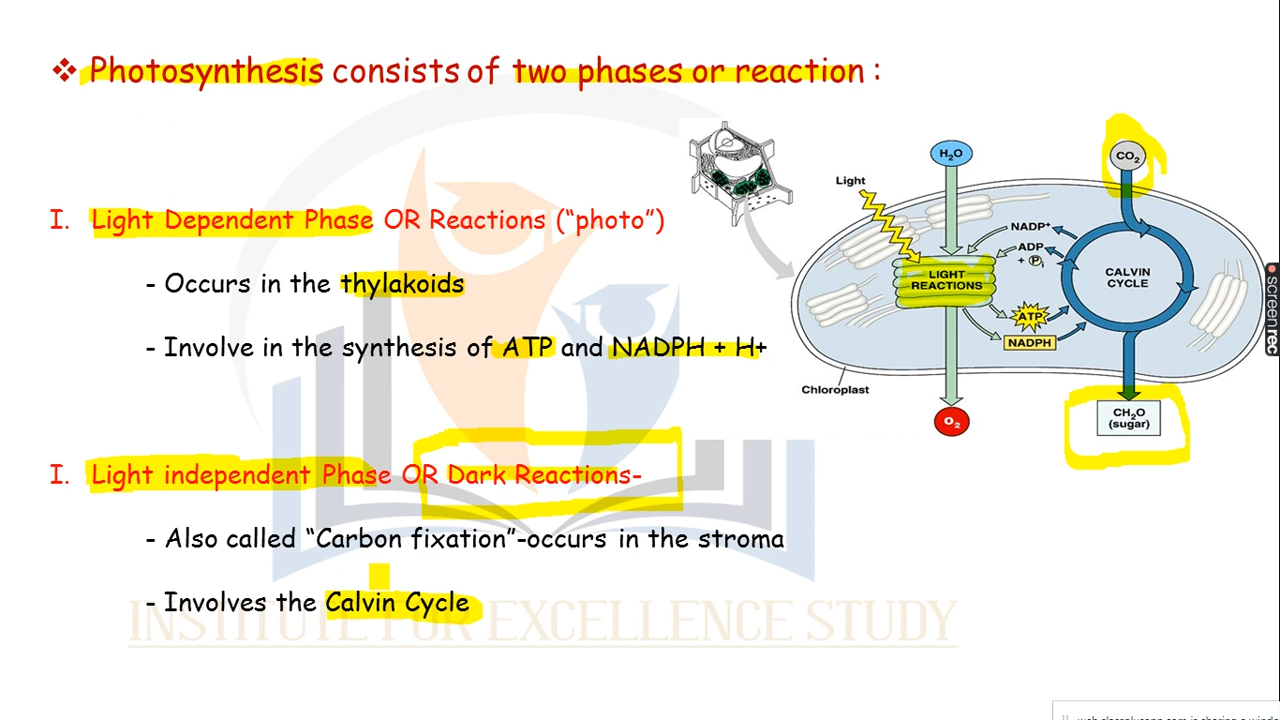 ❖ Photosynthesis consists of two phases or reaction :
I. Light Dependent Phase OR Reactions (“photo”)
- Occurs in the thylakoids
- Involve in the synthesis of ATP and NADPH + H+
I. Light independent Phase OR Dark Reactions-
- Also called “Carbon fixation”-occurs in the stroma
- Involves the Calvin Cycle
H₂O
CO₂
Light
NADP⁺
ADP
+ Pᵢ
LIGHT
REACTIONS
CALVIN
CYCLE
ATP
NADPH
Chloroplast
O₂
CH₂O
(sugar)
INSTITUTE FOR EXCELLENCE STUDY
screenrec